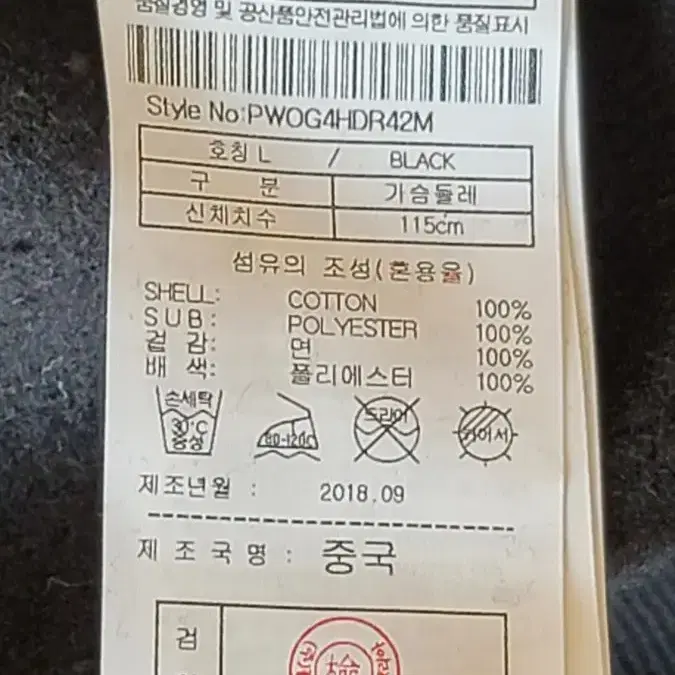 품질경영 및 공산품안전관리법에 의한 품질표시
Style No:PWOG4HDR42M
호칭 L / BLACK
구 분 가슴둘레
신체치수 115cm
섬유의 조성(혼용율)
SHELL: COTTON 100%
SUB: POLYESTER 100%
겉 감: 면 100%
배 색: 폴리에스터 100%
손세탁 30℃ 중성 80-120℃ 드라이 뉘어서
제조년월 : 2018.09
제 조 국 명 : 중국
검